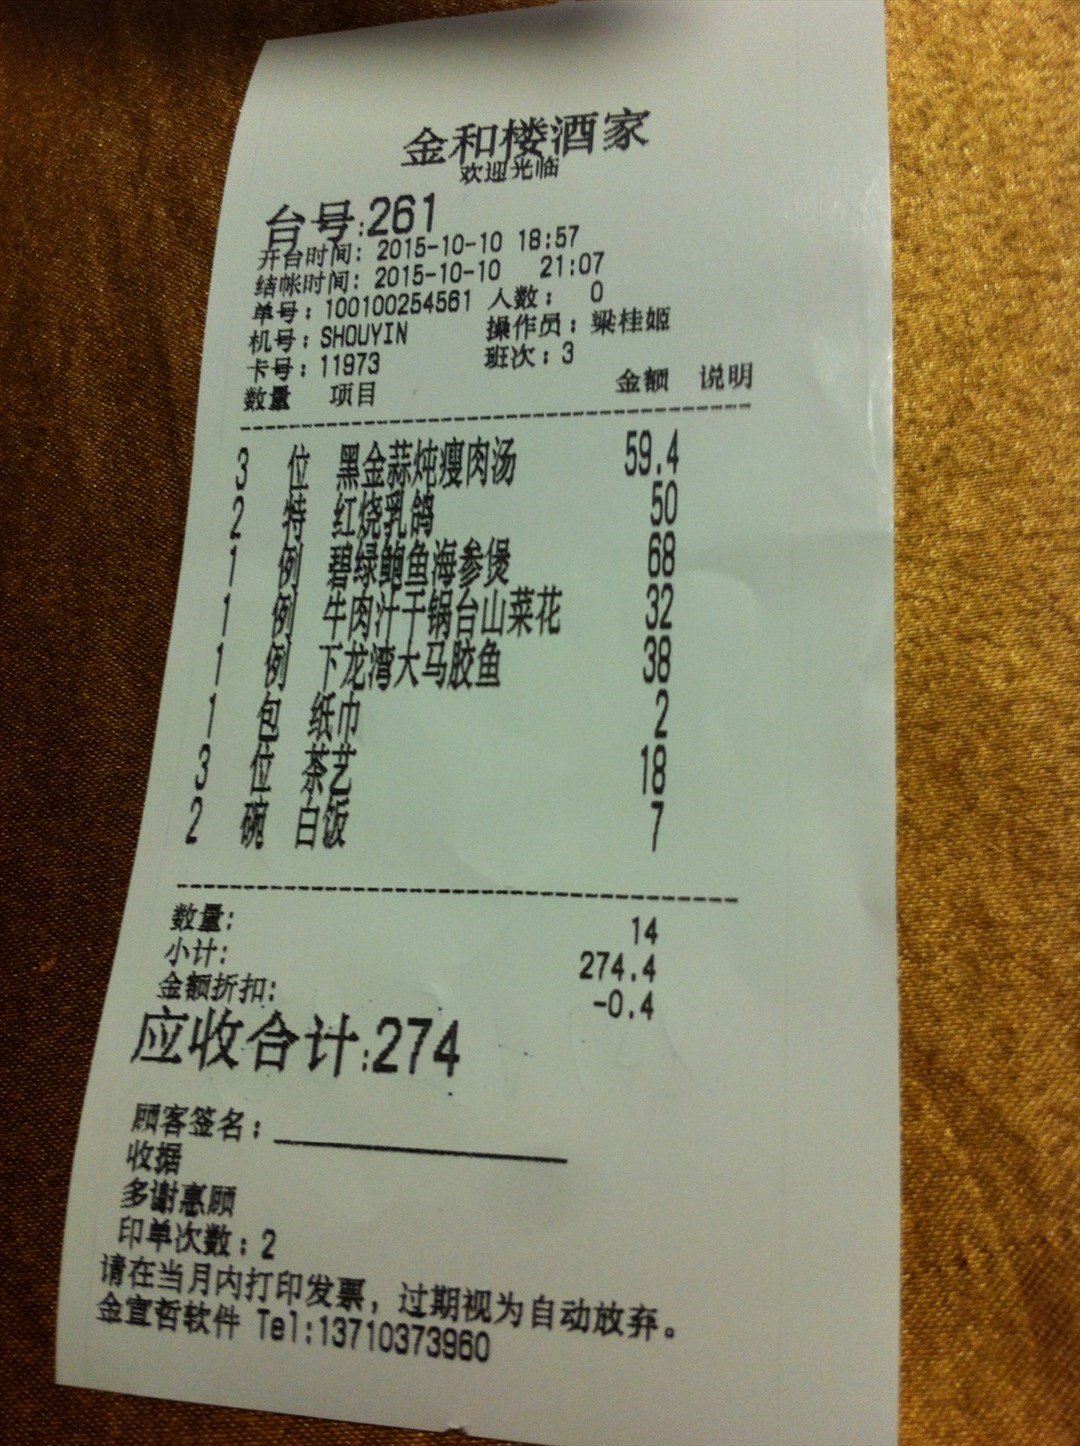 金和楼酒家
欢迎光临
台号:261
开台时间: 2015-10-10 18:57
结帐时间: 2015-10-10 21:07
单号: 100100254561 人数: 0
机号: SHOUYIN 操作员: 梁桂姬
卡号: 11973 班次: 3
数量 项目 金额 说明
3 位 黑金蒜炖瘦肉汤 59.4
2 特 红烧乳鸽 50
1 例 碧绿鲍鱼海参煲 68
1 例 牛肉汁干锅台山菜花 32
1 例 下龙湾大马胶鱼 38
1 包 纸巾 2
3 位 茶艺 18
2 碗 白饭 7
数量: 14
小计: 274.4
金额折扣: -0.4
应收合计:274
顾客签名:
收据
多谢惠顾
印单次数: 2
请在当月内打印发票，过期视为自动放弃。
金宣哲软件 Tel:13710373960